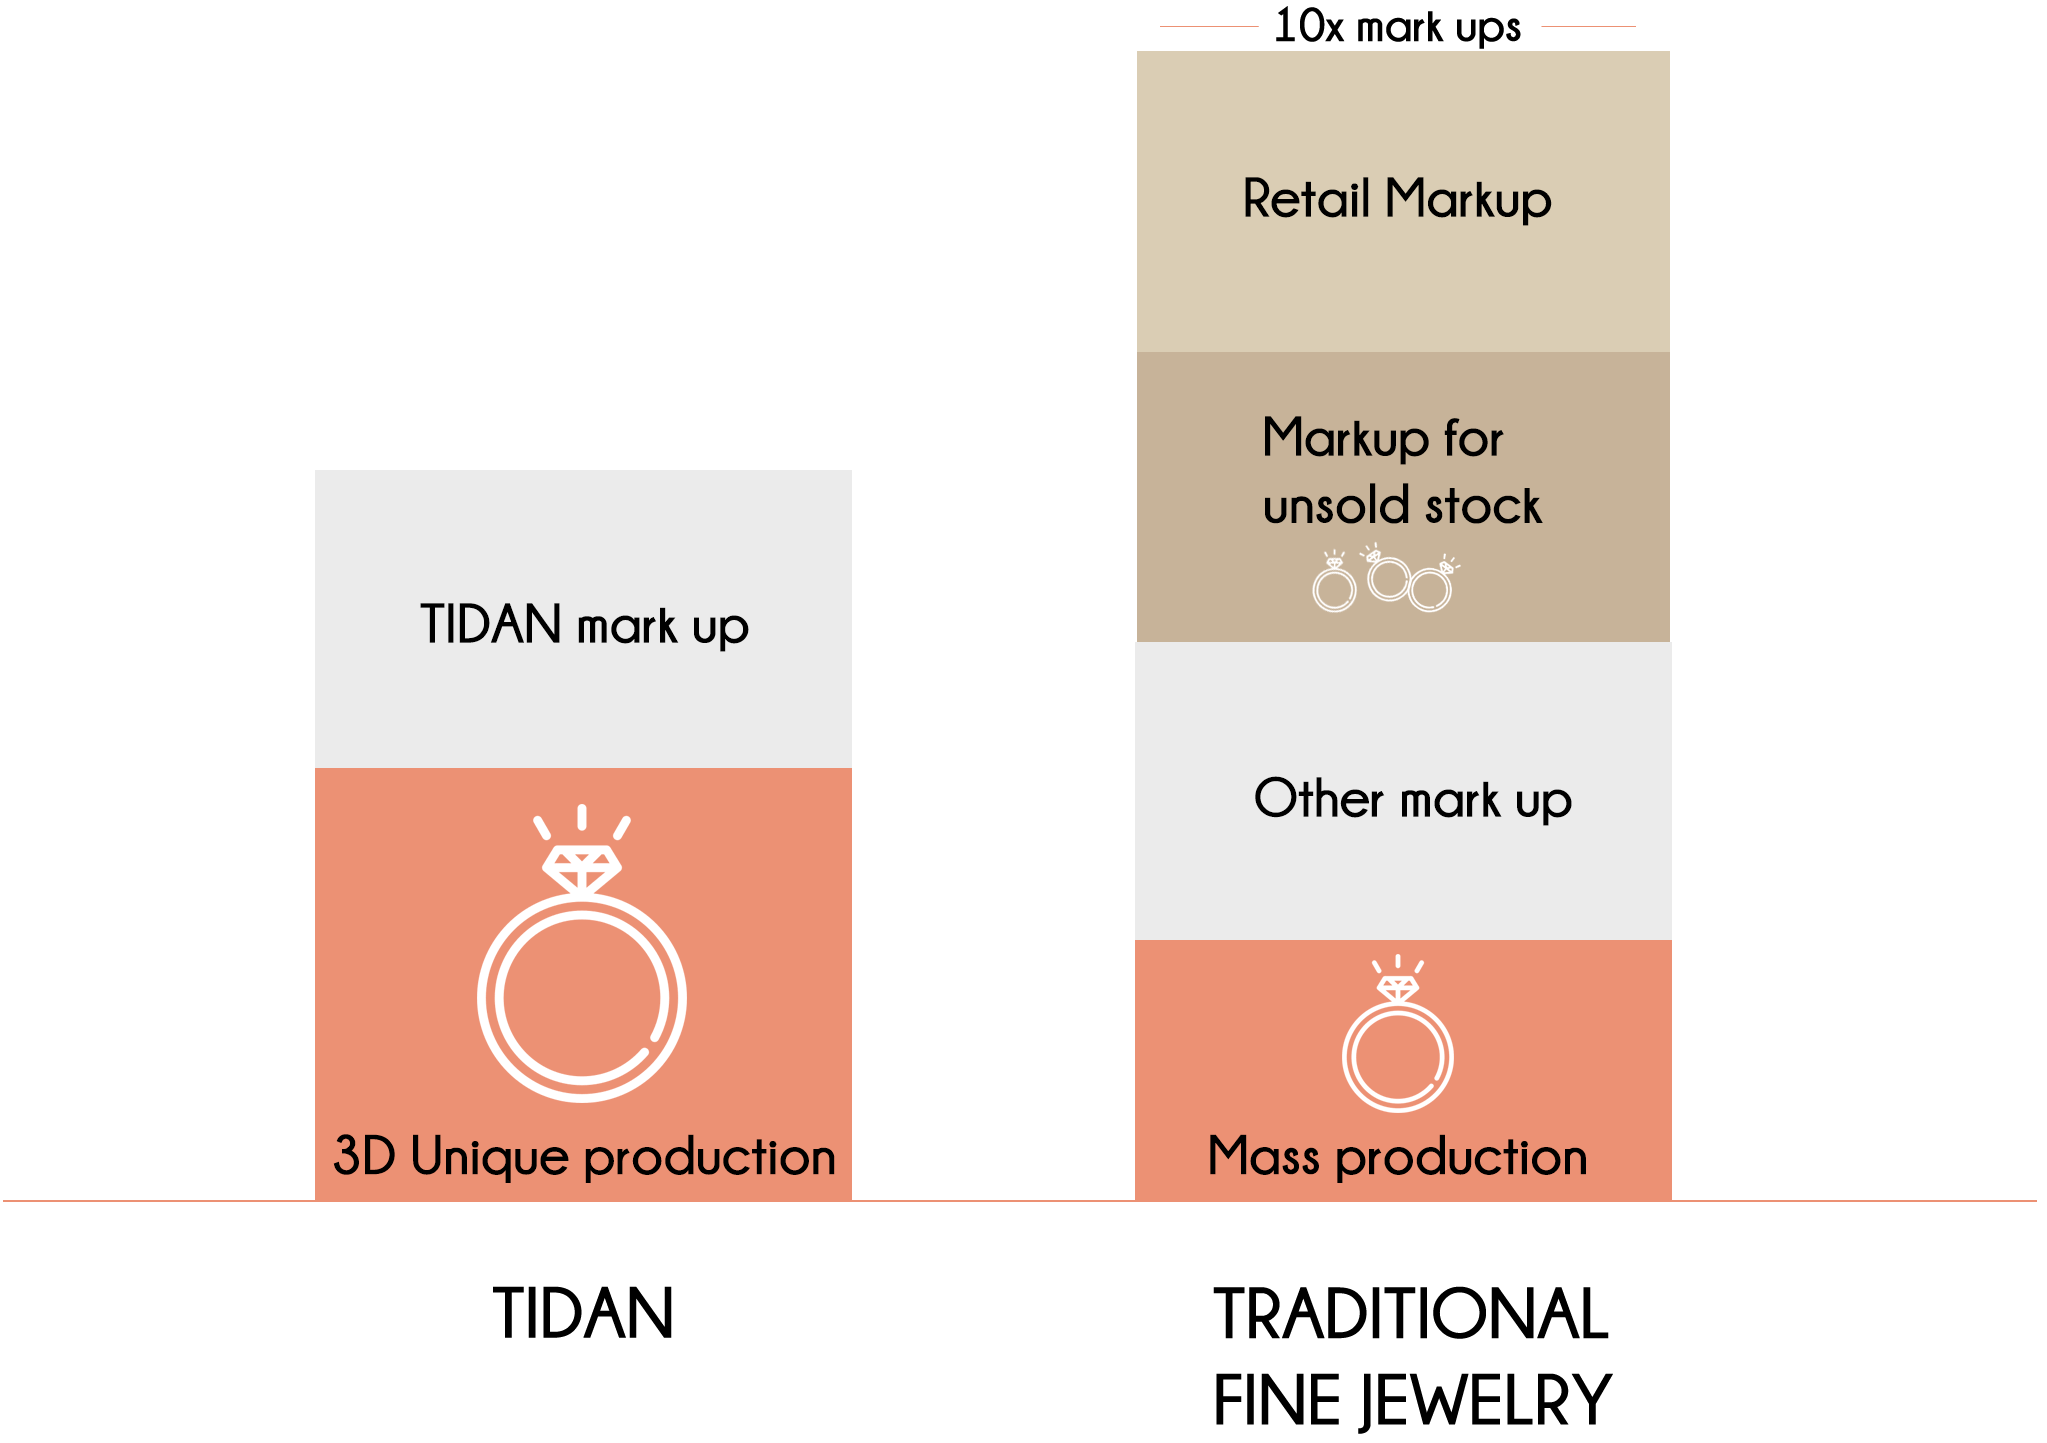 10x mark ups
Retail Markup
Markup for
unsold stock
TIDAN mark up
Other mark up
3D Unique production
Mass production
TIDAN
TRADITIONAL
FINE JEWELRY